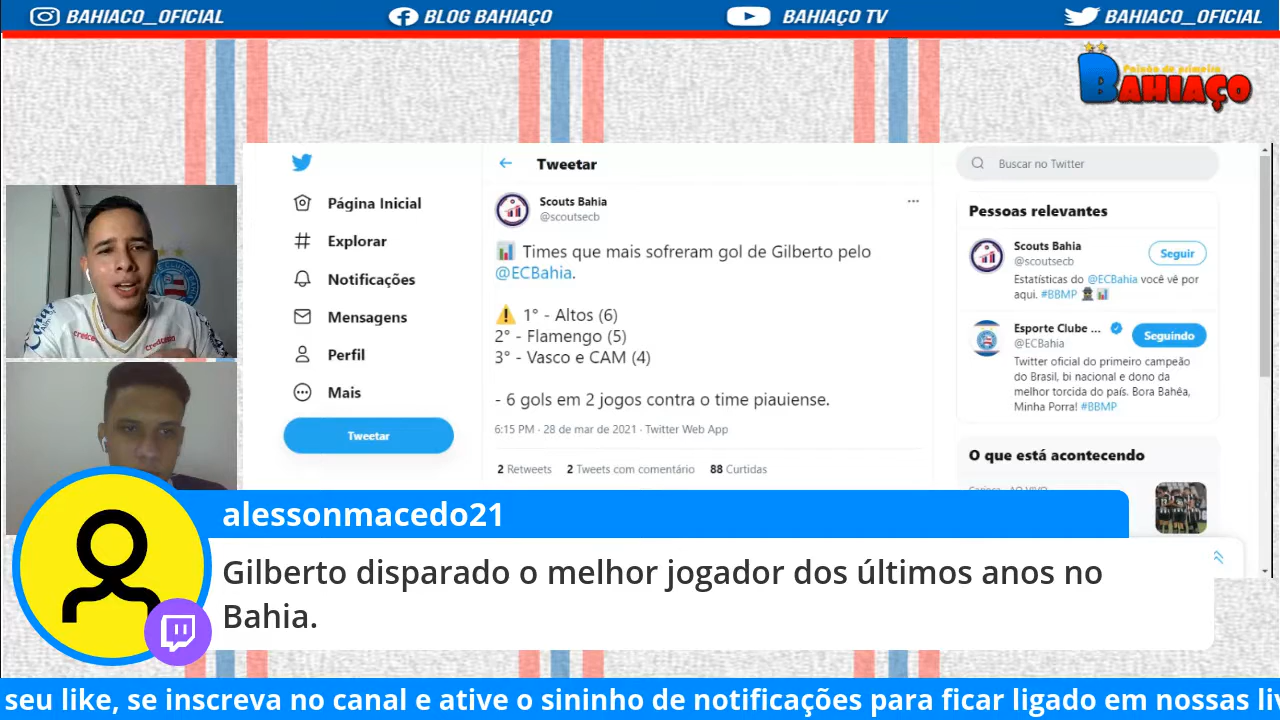 BAHIACO_OFICIAL
BLOG BAHIAÇO
BAHIAÇO TV
BAHIACO_OFICIAL
Paixão de primeira
BAHIAÇO
Tweetar
Buscar no Twitter
Página Inicial
Explorar
Notificações
Mensagens
Perfil
Mais
Tweetar
Scouts Bahia
@scoutsecb
Times que mais sofreram gol de Gilberto pelo
@ECBahia.
1° - Altos (6)
2° - Flamengo (5)
3° - Vasco e CAM (4)
- 6 gols em 2 jogos contra o time piauiense.
6:15 PM · 28 de mar de 2021 · Twitter Web App
2 Retweets 2 Tweets com comentário 88 Curtidas
Pessoas relevantes
Scouts Bahia
@scoutsecb
Seguir
Estatísticas do @ECBahia você vê por
aqui. #BBMP
Esporte Clube ...
@ECBahia
Seguindo
Twitter oficial do primeiro campeão
do Brasil, bi nacional e dono da
melhor torcida do país. Bora Bahêa,
Minha Porra! #BBMP
O que está acontecendo
alessonmacedo21
Gilberto disparado o melhor jogador dos últimos anos no
Bahia.
seu like, se inscreva no canal e ative o sininho de notificações para ficar ligado em nossas